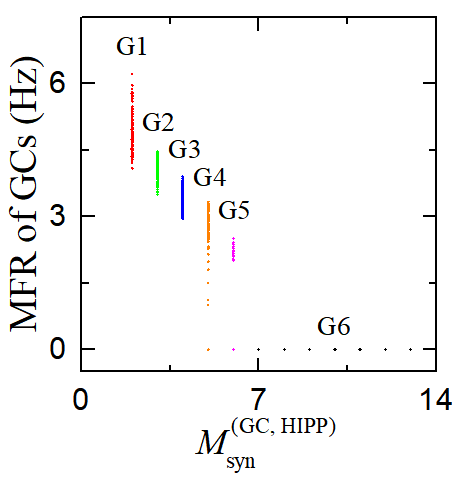 G1
G2
G3
G4
G5
G6
6
3
0
MFR of GCs (Hz)
0 7 14
M_syn^(GC, HIPP)